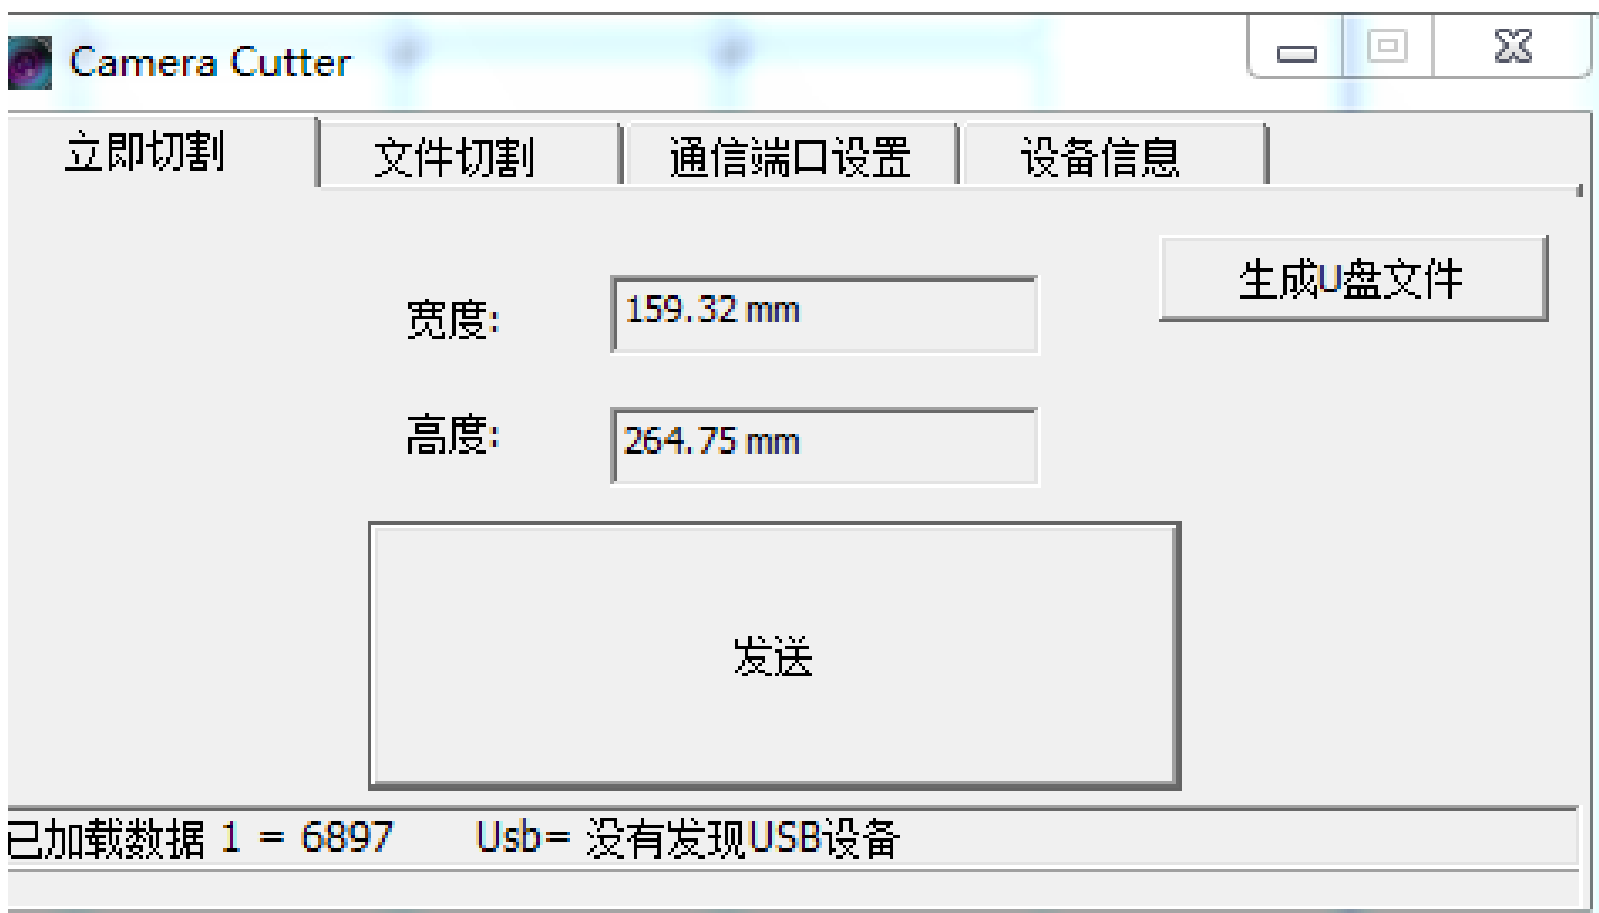 Camera Cutter
立即切割 文件切割 通信端口设置 设备信息
生成U盘文件
宽度: 159.32 mm
高度: 264.75 mm
发送
已加载数据 1 = 6897 Usb= 没有发现USB设备